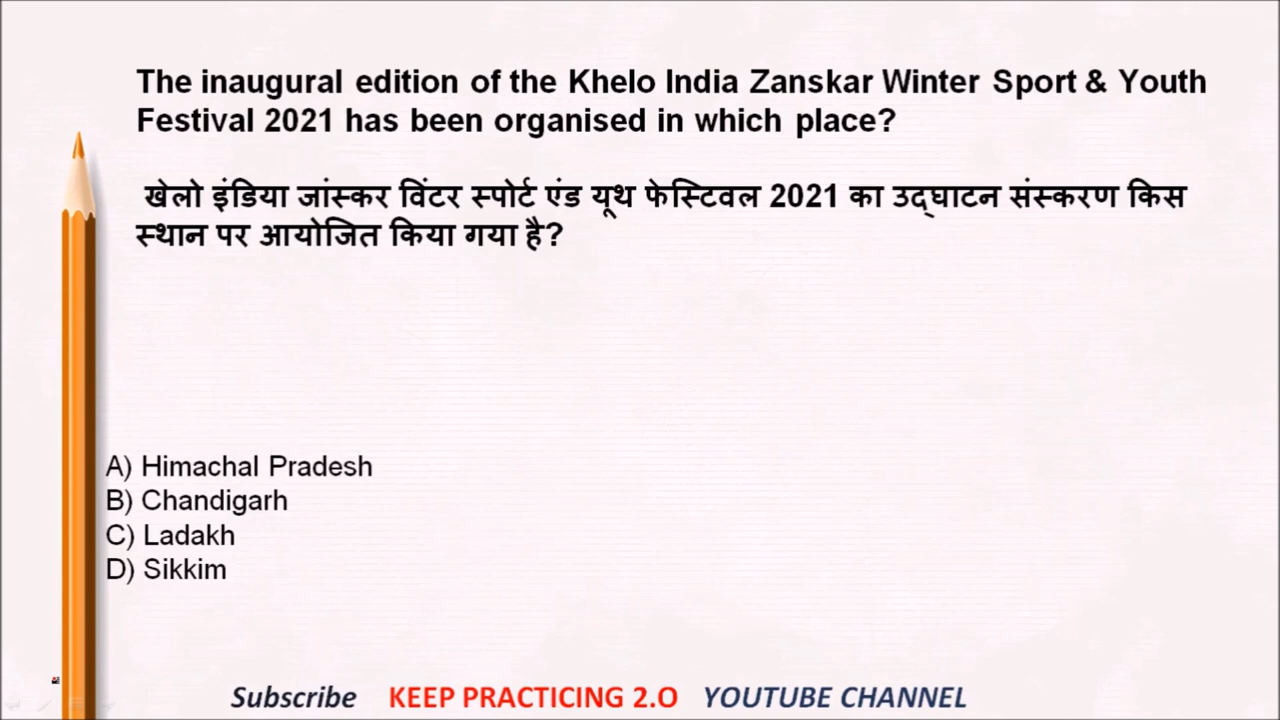 The inaugural edition of the Khelo India Zanskar Winter Sport & Youth
Festival 2021 has been organised in which place?
खेलो इंडिया जांस्कर विंटर स्पोर्ट एंड यूथ फेस्टिवल 2021 का उद्घाटन संस्करण किस
स्थान पर आयोजित किया गया है?
A) Himachal Pradesh
B) Chandigarh
C) Ladakh
D) Sikkim
Subscribe KEEP PRACTICING 2.O YOUTUBE CHANNEL